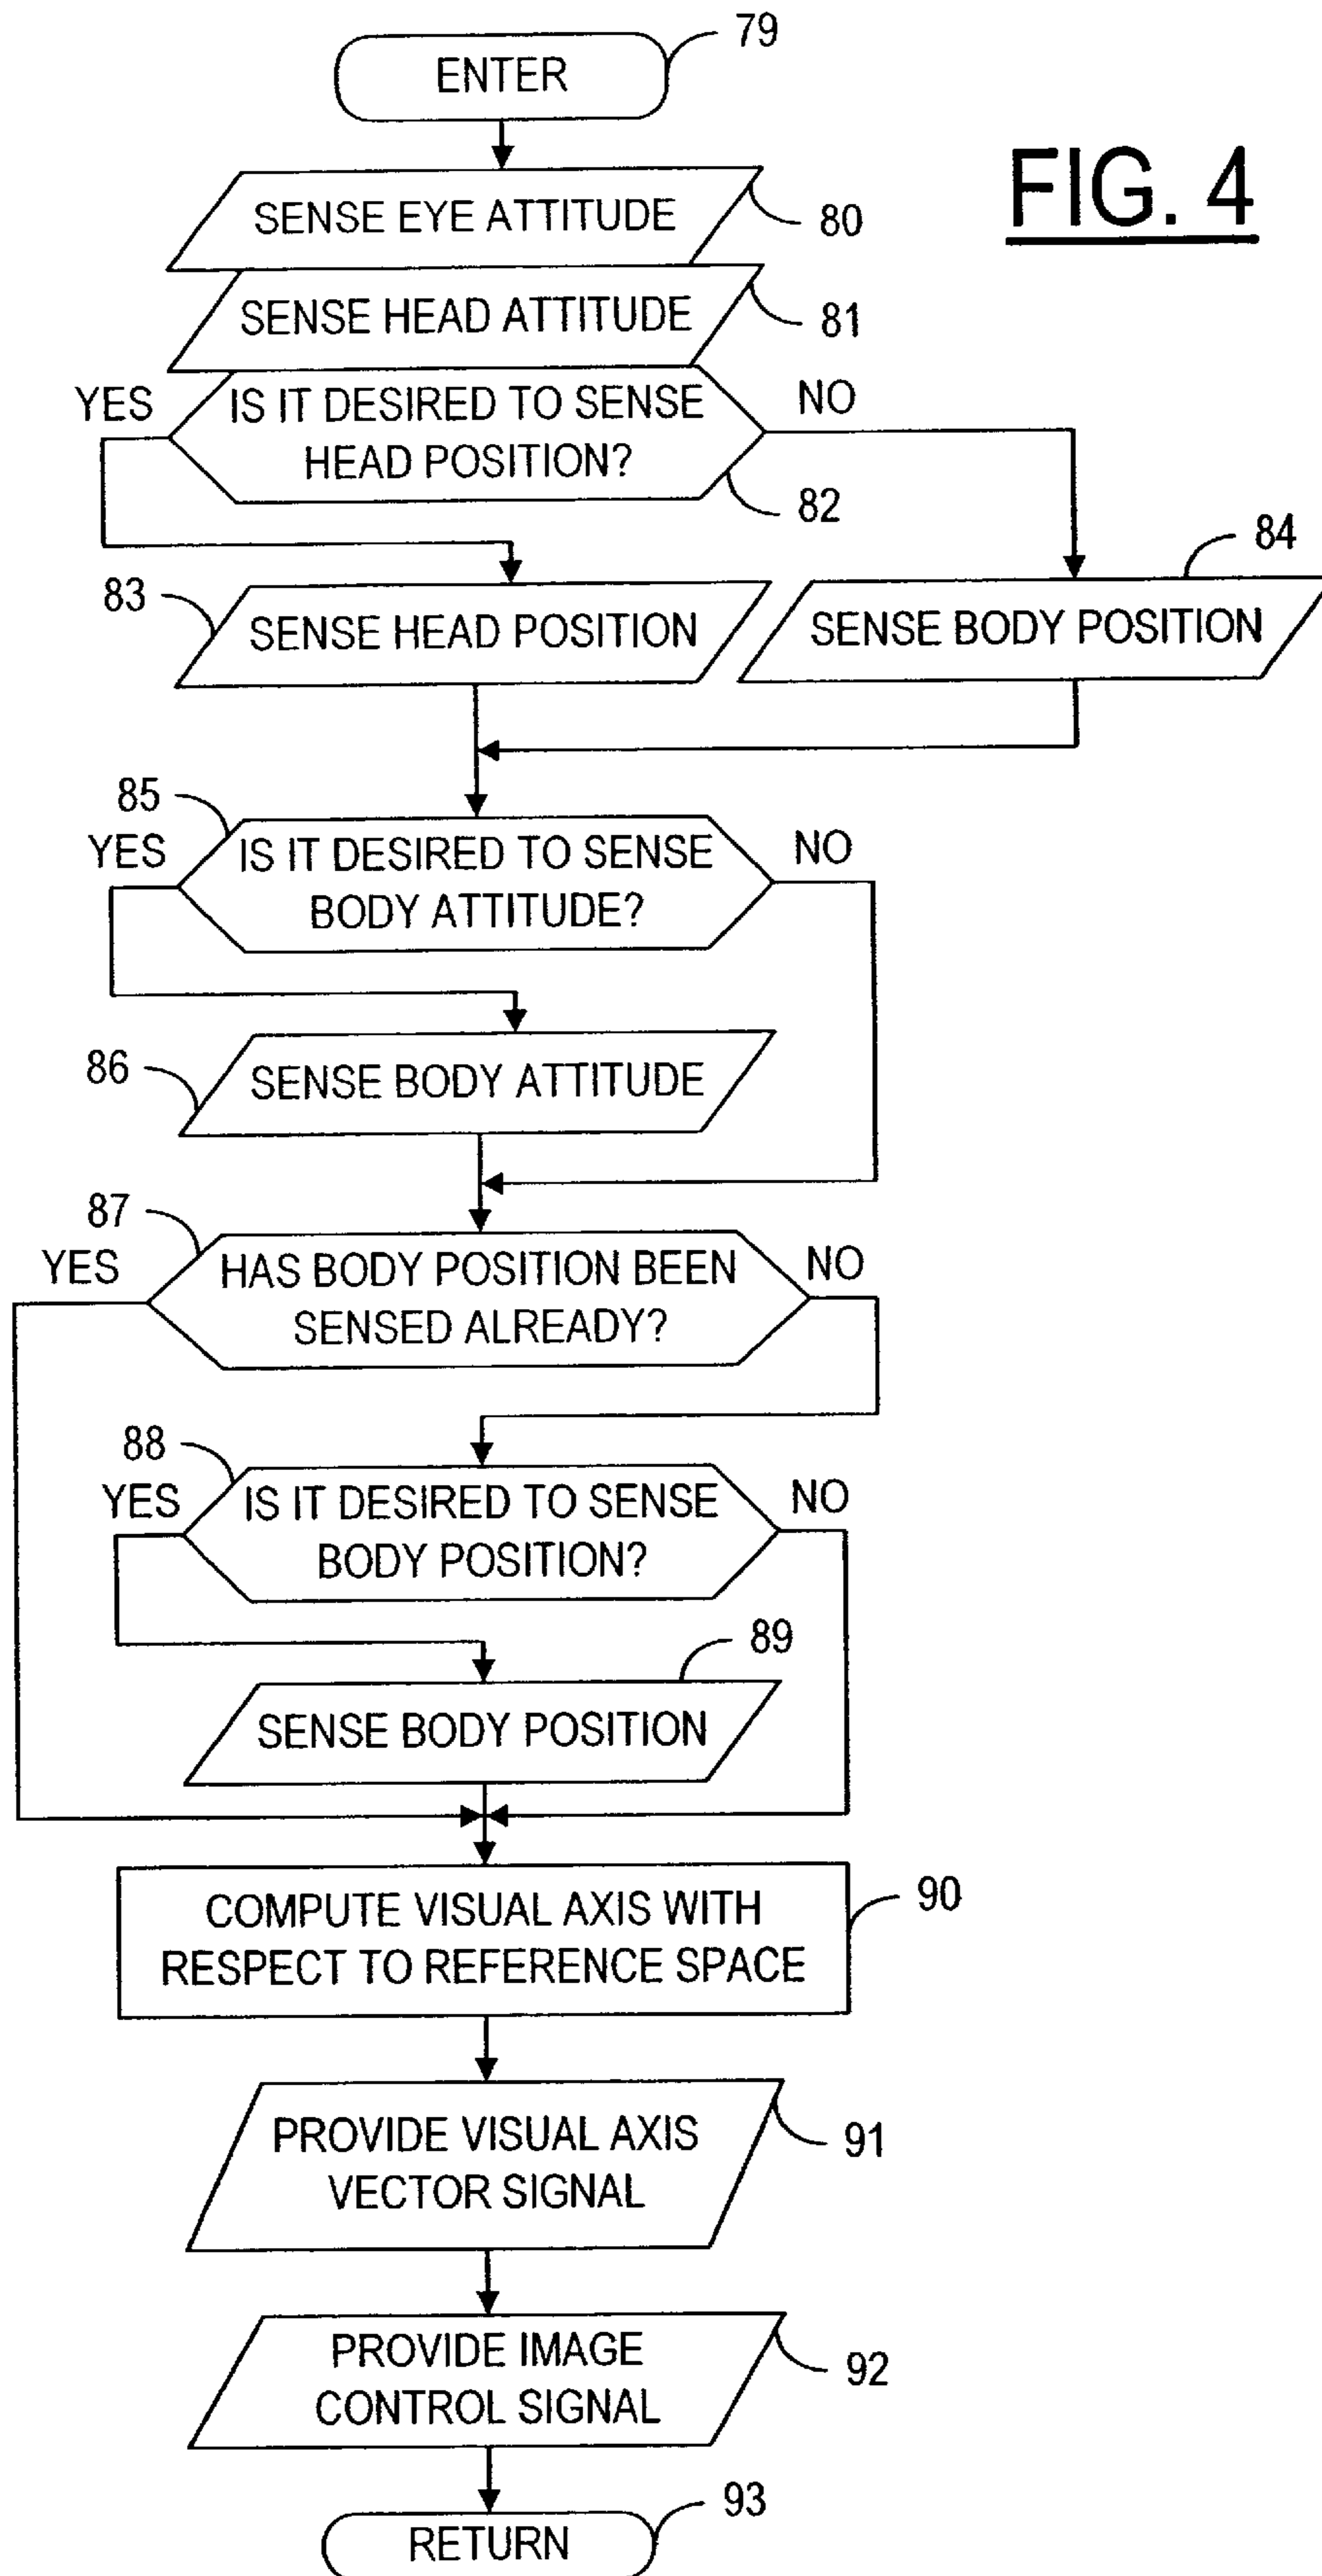 79
ENTER
FIG. 4
SENSE EYE ATTITUDE
80
SENSE HEAD ATTITUDE
81
YES
IS IT DESIRED TO SENSE
HEAD POSITION?
NO
82
83
SENSE HEAD POSITION
84
SENSE BODY POSITION
85
YES
IS IT DESIRED TO SENSE
BODY ATTITUDE?
NO
86
SENSE BODY ATTITUDE
87
YES
HAS BODY POSITION BEEN
SENSED ALREADY?
NO
88
YES
IS IT DESIRED TO SENSE
BODY POSITION?
NO
89
SENSE BODY POSITION
COMPUTE VISUAL AXIS WITH
RESPECT TO REFERENCE SPACE
90
PROVIDE VISUAL AXIS
VECTOR SIGNAL
91
PROVIDE IMAGE
CONTROL SIGNAL
92
93
RETURN